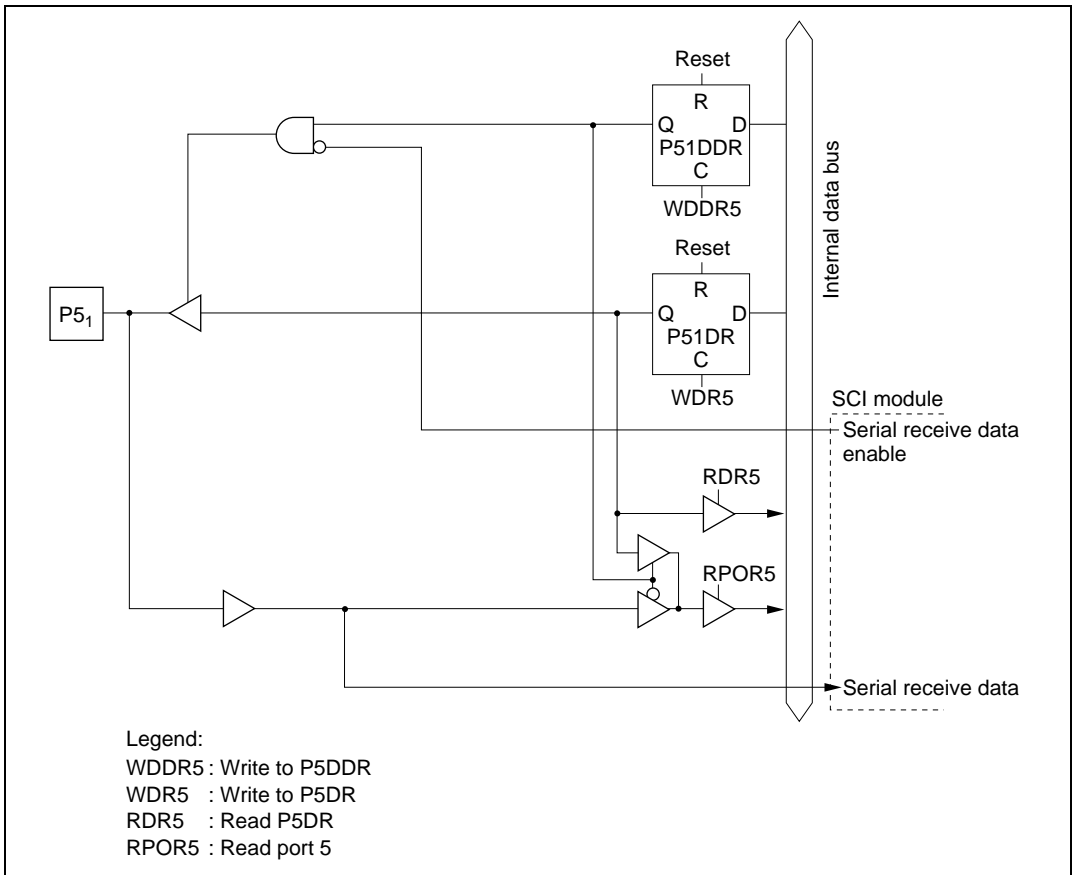 Reset
R
Q D
P51DDR
C
WDDR5
Internal data bus
Reset
R
P5₁
Q D
P51DR
C
WDR5
SCI module
Serial receive data
enable
RDR5
RPOR5
Serial receive data
Legend:
WDDR5 : Write to P5DDR
WDR5 : Write to P5DR
RDR5 : Read P5DR
RPOR5 : Read port 5